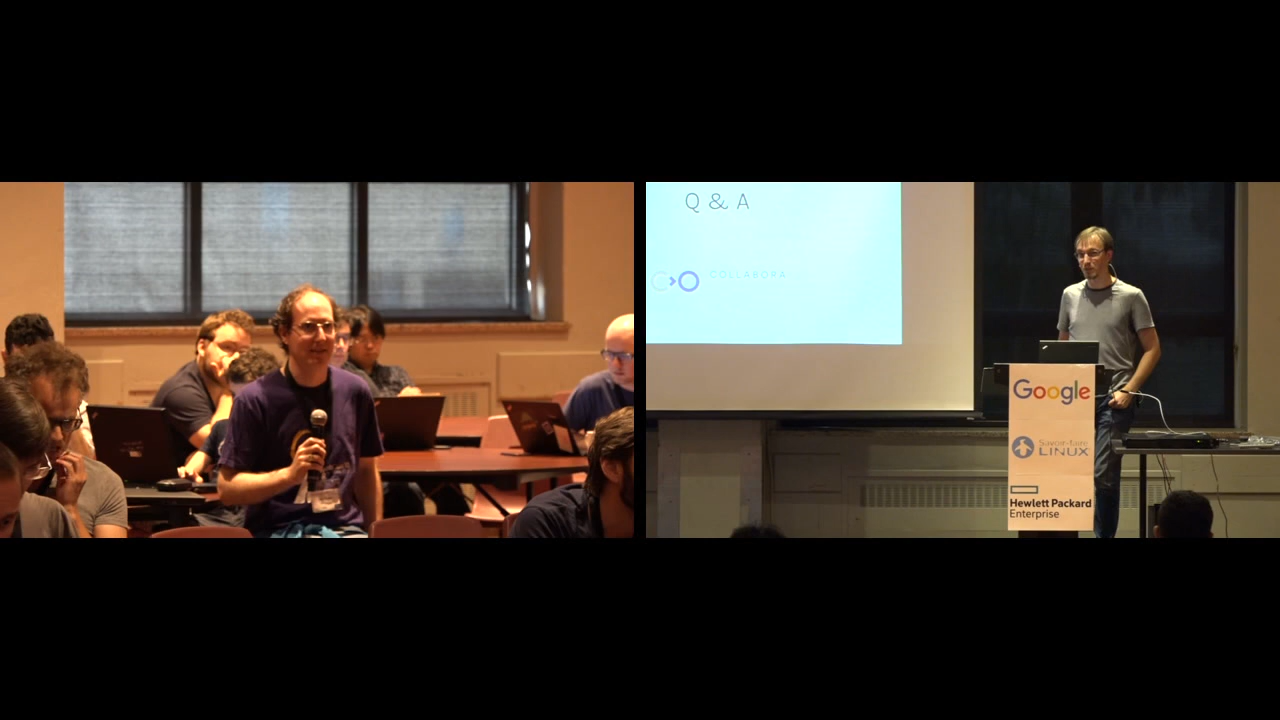 Q & A
COLLABORA
Google
Savoir-faire
LINUX
Hewlett Packard
Enterprise